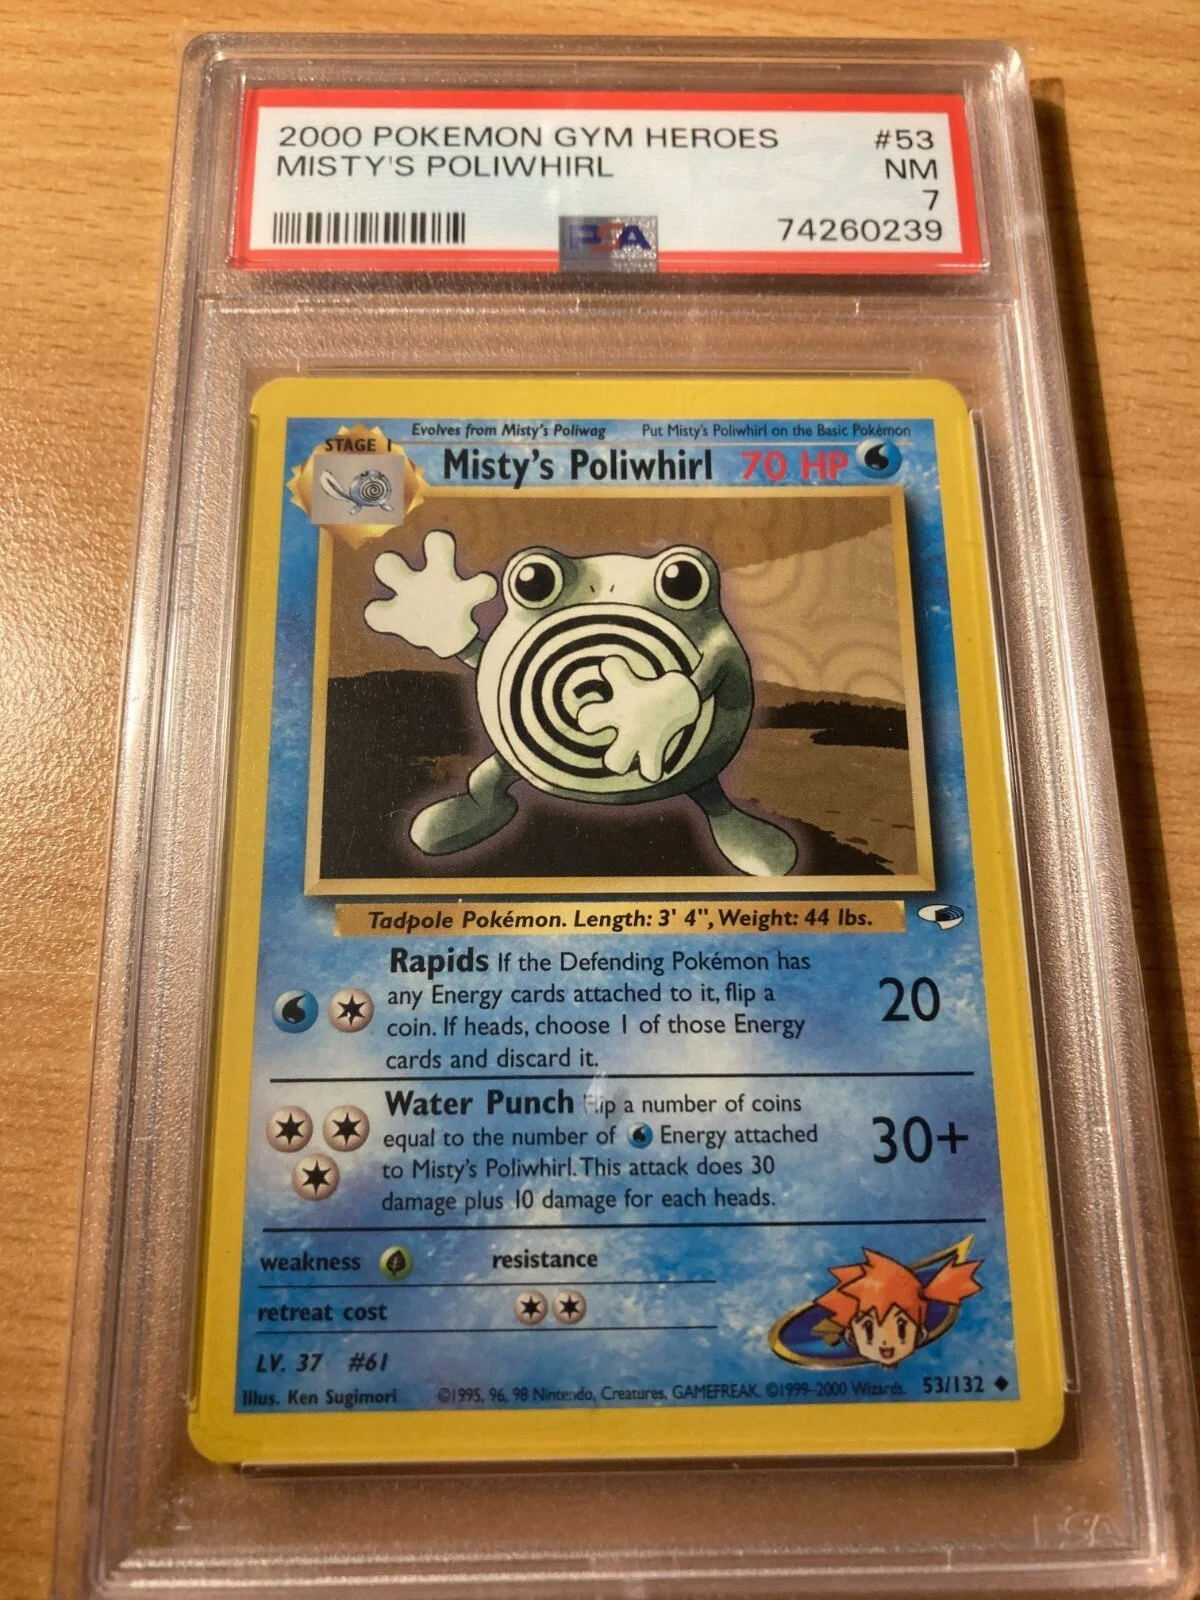 2000 POKEMON GYM HEROES #53
MISTY'S POLIWHIRL NM
7
PSA 74260239
STAGE 1 Evolves from Misty's Poliwag Put Misty's Poliwhirl on the Basic Pokémon
Misty's Poliwhirl 70 HP
Tadpole Pokémon. Length: 3' 4", Weight: 44 lbs.
Rapids If the Defending Pokémon has
any Energy cards attached to it, flip a
coin. If heads, choose 1 of those Energy
cards and discard it.
20
Water Punch Flip a number of coins
equal to the number of Energy attached
to Misty's Poliwhirl. This attack does 30
damage plus 10 damage for each heads.
30+
weakness resistance
retreat cost
LV. 37 #61
Illus. Ken Sugimori ©1995, 96, 98 Nintendo, Creatures, GAMEFREAK. ©1999-2000 Wizards. 53/132
PSA